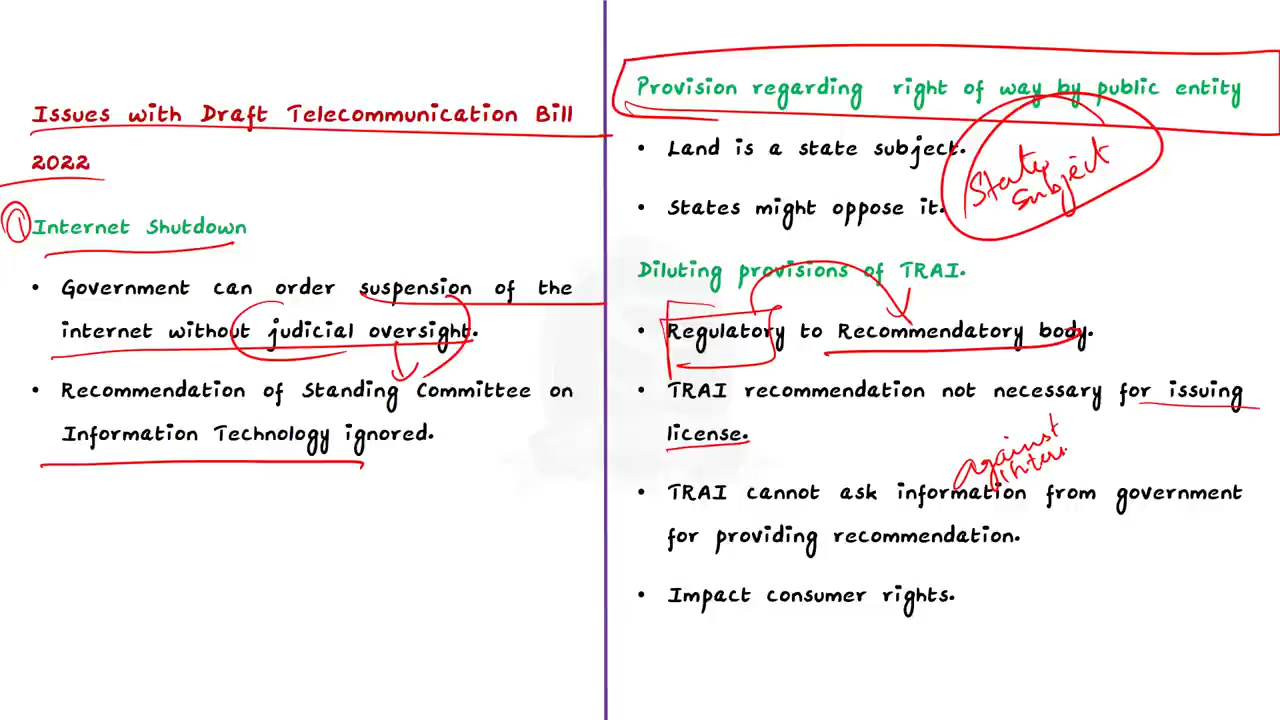 Issues with Draft Telecommunication Bill
2022
1
Internet Shutdown
• Government can order suspension of the
internet without judicial oversight.
• Recommendation of Standing Committee on
Information Technology ignored.
Provision regarding right of way by public entity
• Land is a state subject.
• States might oppose it.
State
Subject
Diluting provisions of TRAI.
• Regulatory to Recommendatory body.
• TRAI recommendation not necessary for issuing
license.
against
• TRAI cannot ask information from government
for providing recommendation.
• Impact consumer rights.